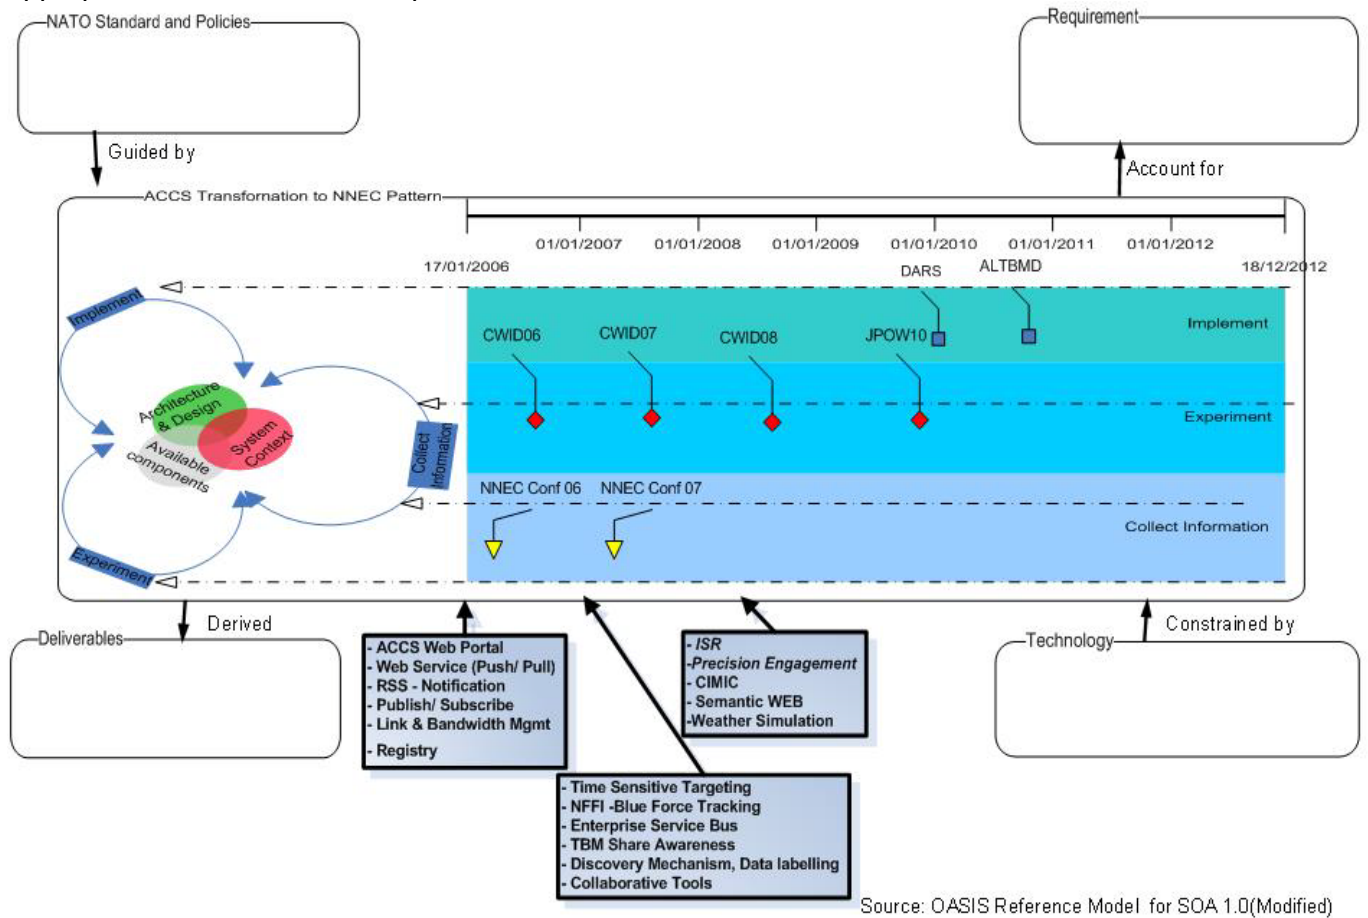 NATO Standard and Policies
Requirement
Guided by
Account for
ACCS Transfornation to NNEC Pattern
01/01/2007
01/01/2008
01/01/2009
01/01/2010
01/01/2011
01/01/2012
17/01/2006
18/12/2012
DARS
ALTBMD
Implement
Implement
CWID06
CWID07
CWID08
JPOW10
Architecture
& Design
System
Context
Available
components
Collect
Information
Experiment
NNEC Conf 06
NNEC Conf 07
Collect Information
Experiment
Deliverables
Derived
Technology
Constrained by
- ACCS Web Portal
- Web Service (Push/ Pull)
- RSS - Notification
- Publish/ Subscribe
- Link & Bandwidth Mgmt
- Registry
- ISR
-Precision Engagement
- CIMIC
- Semantic WEB
-Weather Simulation
- Time Sensitive Targeting
- NFFI -Blue Force Tracking
- Enterprise Service Bus
- TBM Share Awareness
- Discovery Mechanism, Data labelling
- Collaborative Tools
Source: OASIS Reference Model for SOA 1.0(Modified)